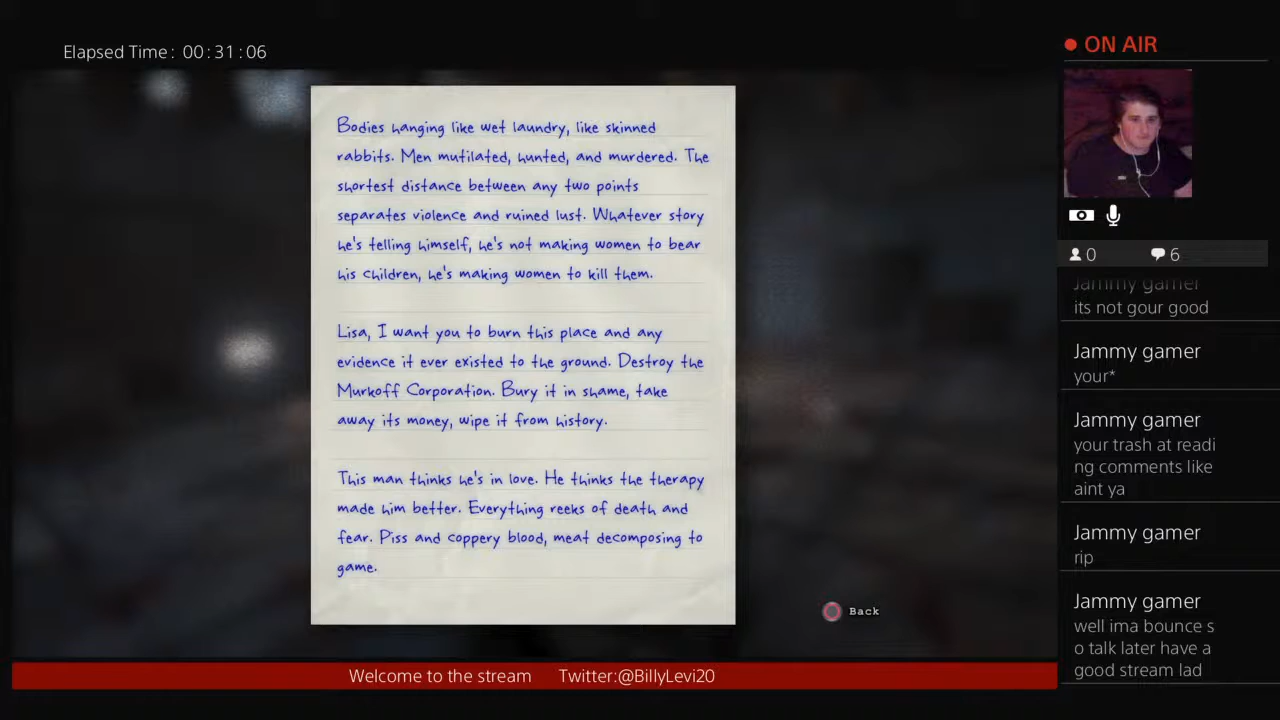 Elapsed Time: 00:31:06
Bodies hanging like wet laundry, like skinned
rabbits. Men mutilated, hunted, and murdered. The
shortest distance between any two points
separates violence and ruined lust. Whatever story
he's telling himself, he's not making women to bear
his children, he's making women to kill them.
Lisa, I want you to burn this place and any
evidence it ever existed to the ground. Destroy the
Murkoff Corporation. Bury it in shame, take
away its money, wipe it from history.
This man thinks he's in love. He thinks the therapy
made him better. Everything reeks of death and
fear. Piss and coppery blood, meat decomposing to
game.
Back
Welcome to the stream Twitter:@BillyLevi20
ON AIR
0 6
Jammy gamer
its not gour good
Jammy gamer
your*
Jammy gamer
your trash at readi
ng comments like
aint ya
Jammy gamer
rip
Jammy gamer
well ima bounce s
o talk later have a
good stream lad